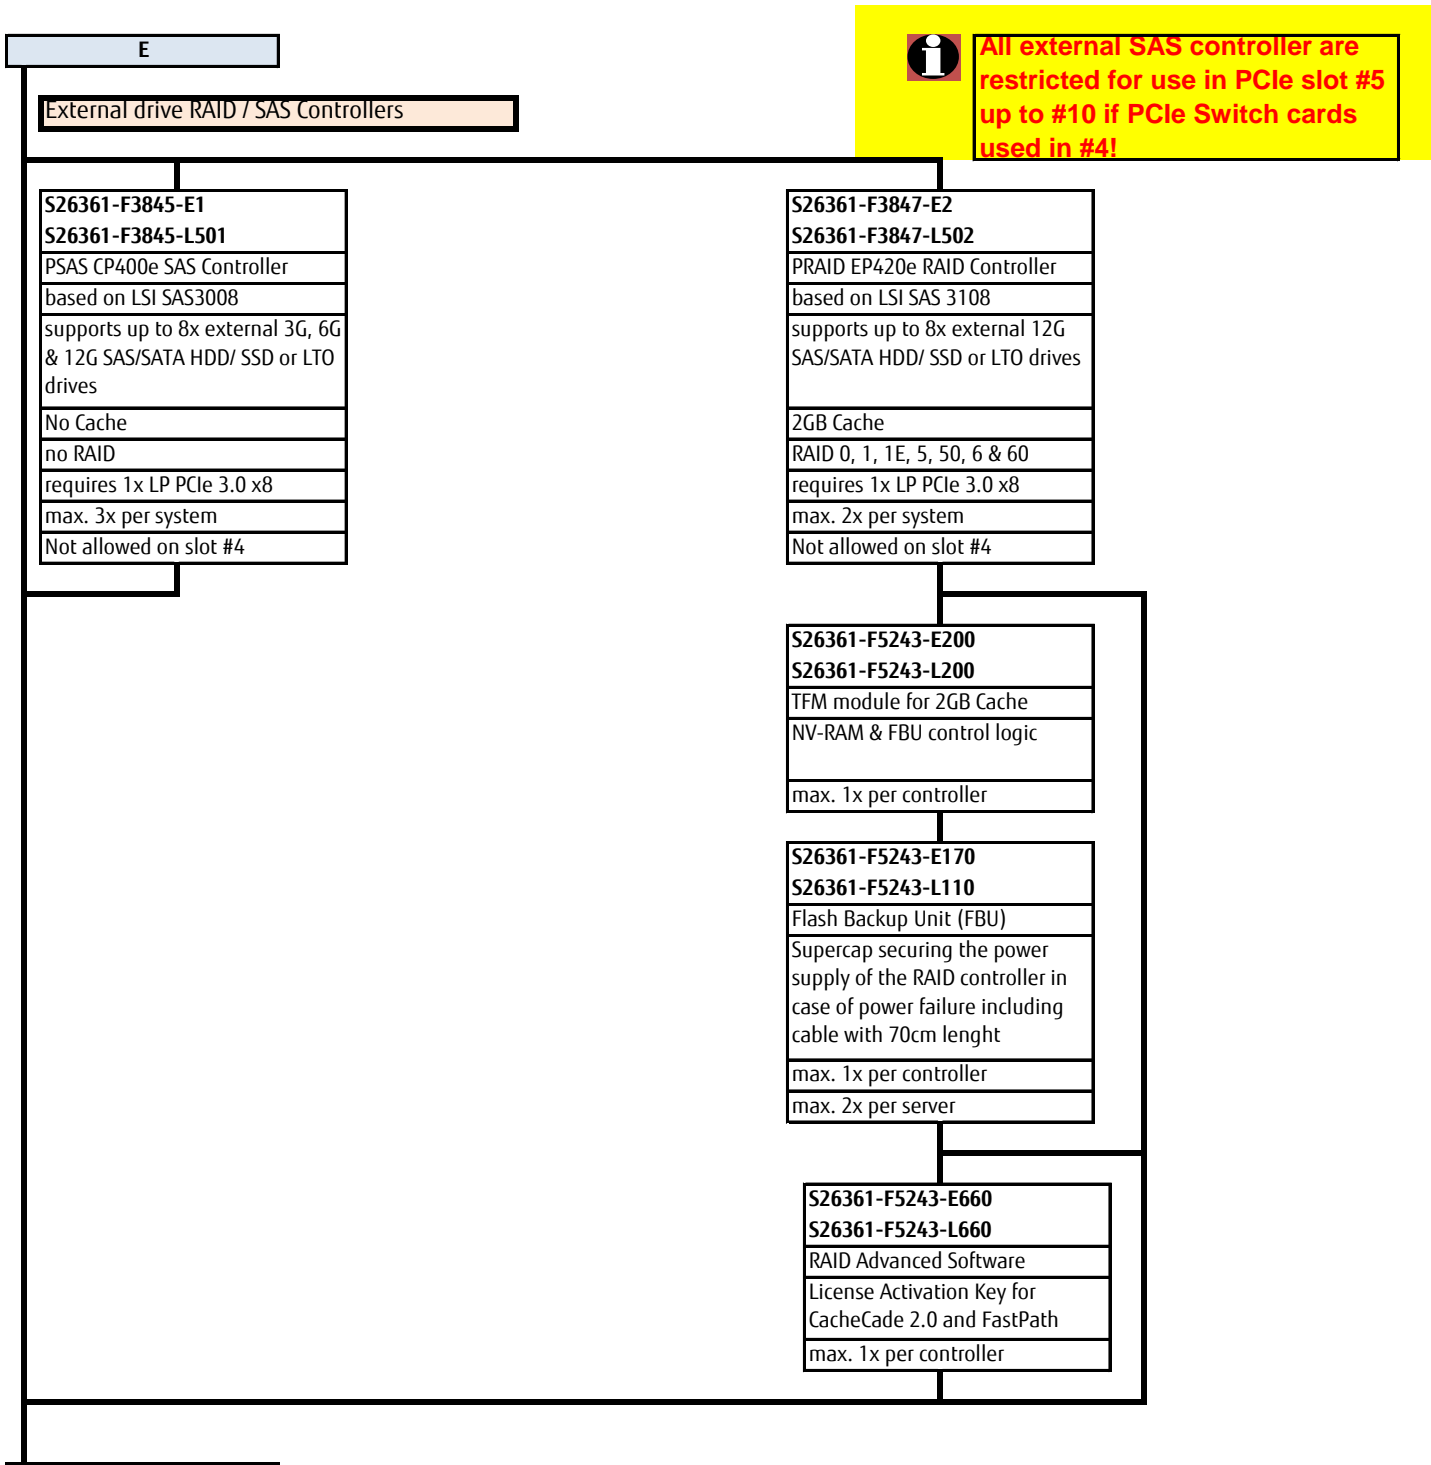 E
All external SAS controller are
restricted for use in PCIe slot #5
up to #10 if PCIe Switch cards
used in #4!
External drive RAID / SAS Controllers
S26361-F3845-E1
S26361-F3845-L501
PSAS CP400e SAS Controller
based on LSI SAS3008
supports up to 8x external 3G, 6G
& 12G SAS/SATA HDD/ SSD or LTO
drives
No Cache
no RAID
requires 1x LP PCIe 3.0 x8
max. 3x per system
Not allowed on slot #4
S26361-F3847-E2
S26361-F3847-L502
PRAID EP420e RAID Controller
based on LSI SAS 3108
supports up to 8x external 12G
SAS/SATA HDD/ SSD or LTO drives
2GB Cache
RAID 0, 1, 1E, 5, 50, 6 & 60
requires 1x LP PCIe 3.0 x8
max. 2x per system
Not allowed on slot #4
S26361-F5243-E200
S26361-F5243-L200
TFM module for 2GB Cache
NV-RAM & FBU control logic
max. 1x per controller
S26361-F5243-E170
S26361-F5243-L110
Flash Backup Unit (FBU)
Supercap securing the power
supply of the RAID controller in
case of power failure including
cable with 70cm lenght
max. 1x per controller
max. 2x per server
S26361-F5243-E660
S26361-F5243-L660
RAID Advanced Software
License Activation Key for
CacheCade 2.0 and FastPath
max. 1x per controller